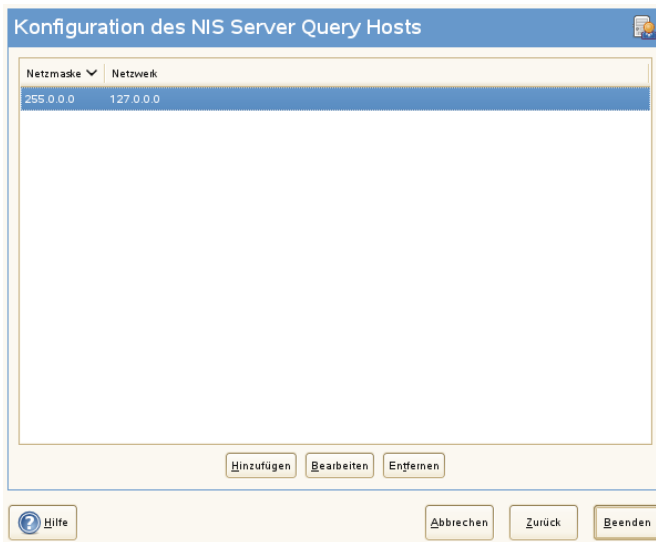 Konfiguration des NIS Server Query Hosts
Netzmaske Netzwerk
255.0.0.0 127.0.0.0
Hinzufügen Bearbeiten Entfernen
Hilfe Abbrechen Zurück Beenden